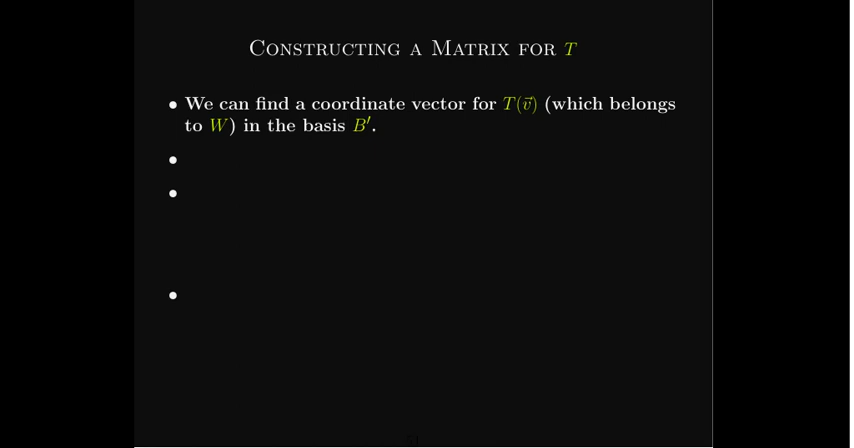 Constructing a Matrix for T
• We can find a coordinate vector for T(v⃗) (which belongs
to W) in the basis B′.
•
•
•